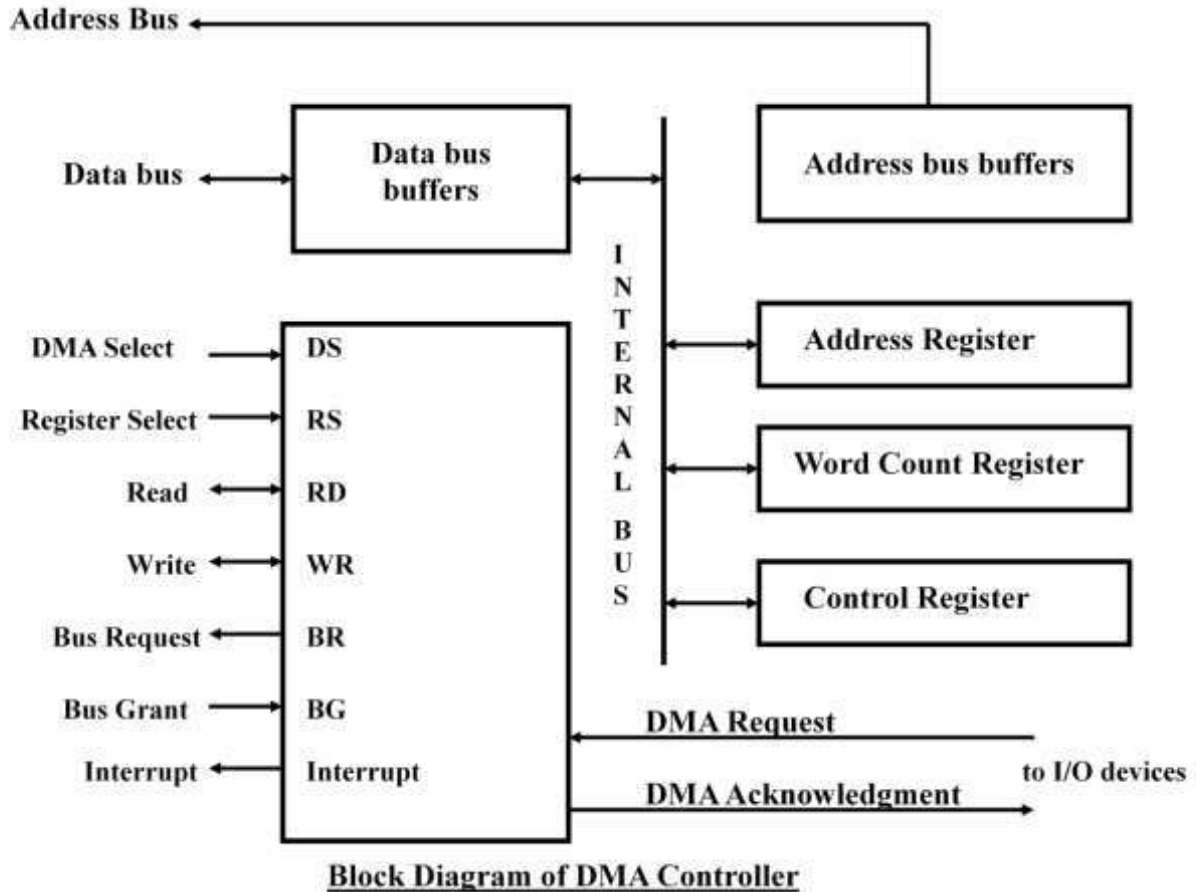 Address Bus
Data bus
Data bus
buffers
Address bus buffers
INTERNAL BUS
Address Register
Word Count Register
Control Register
DMA Select
DS
Register Select
RS
Read
RD
Write
WR
Bus Request
BR
Bus Grant
BG
Interrupt
Interrupt
DMA Request
to I/O devices
DMA Acknowledgment
Block Diagram of DMA Controller